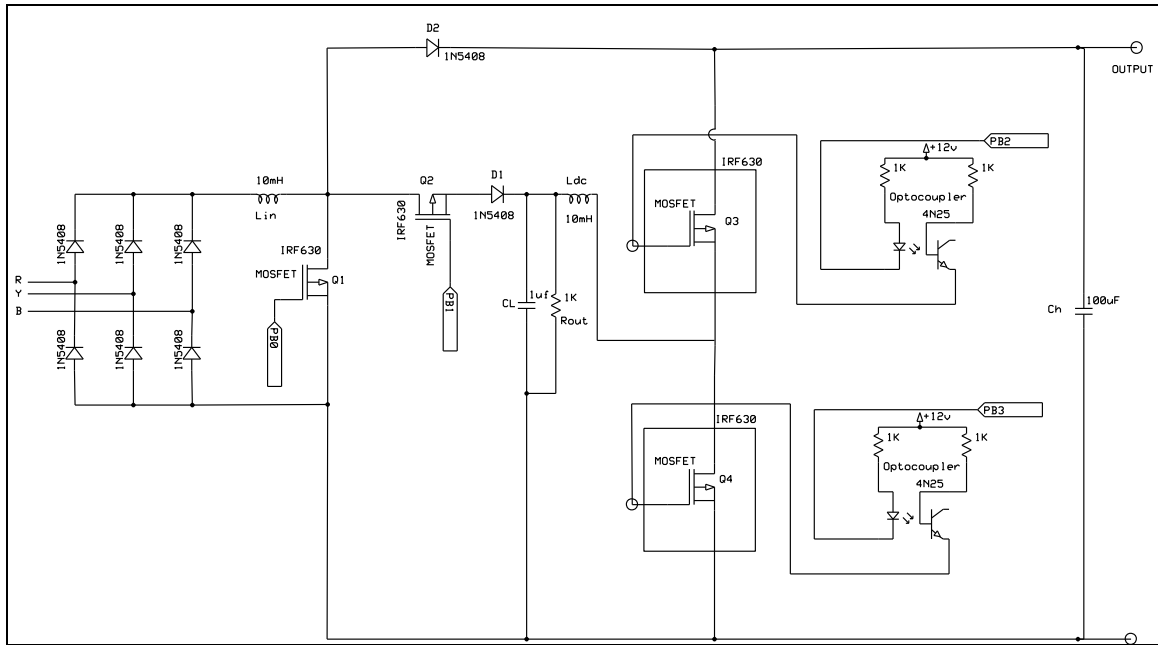 D2
1N5408
OUTPUT
IRF630
PB2
+12v
1K
1K
Optocoupler
4N25
10mH
Lin
Q2
D1
1N5408
Ldc
10mH
IRF630
MOSFET
MOSFET
Q3
1N5408
1N5408
1N5408
IRF630
MOSFET
Q1
R
Y
B
PB0
PB1
CL
1uf
1K
Rout
Ch
100uF
1N5408
1N5408
1N5408
IRF630
MOSFET
Q4
PB3
+12v
1K
1K
Optocoupler
4N25